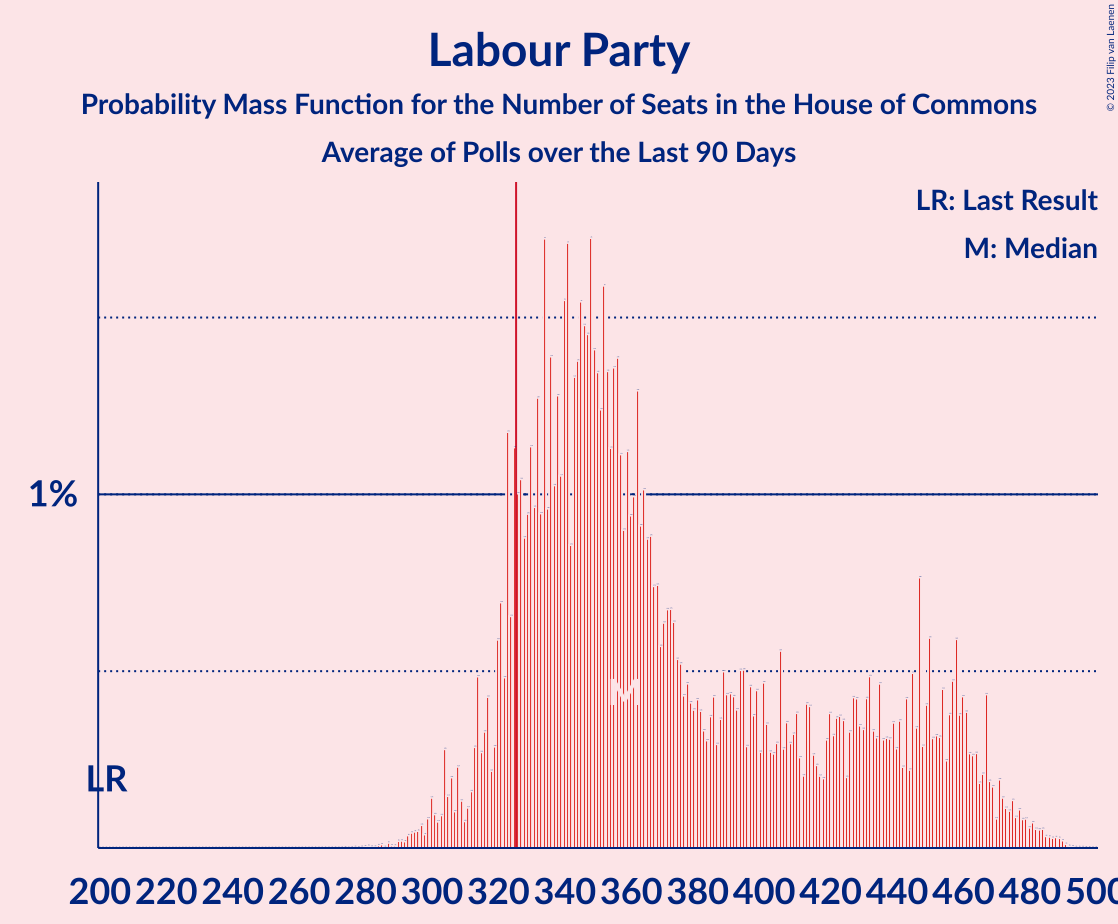 Labour Party
Probability Mass Function for the Number of Seats in the House of Commons
Average of Polls over the Last 90 Days
© 2023 Filip van Laenen
LR: Last Result
M: Median
1%
LR
M
200 220 240 260 280 300 320 340 360 380 400 420 440 460 480 500